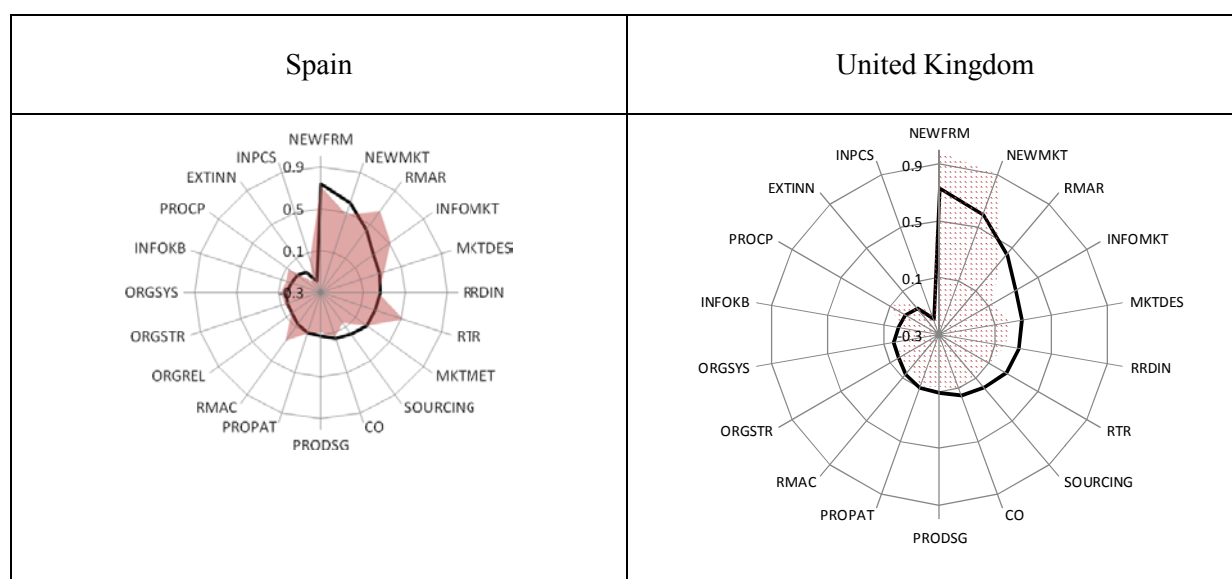 Spain
United Kingdom
NEWFRM
INPCS
0.9
NEWMKT
EXTINN
RMAR
PROCP
0.5
INFOMKT
INFOKB
0.1
MKTDES
ORGSYS
-0.3
RRDIN
ORGSTR
RTR
ORGREL
MKTMET
RMAC
SOURCING
PROPAT
CO
PRODSG
NEWFRM
INPCS
0.9
NEWMKT
EXTINN
RMAR
PROCP
0.5
INFOMKT
INFOKB
0.1
MKTDES
-0.3
ORGSYS
RRDIN
ORGSTR
RTR
RMAC
SOURCING
PROPAT
CO
PRODSG